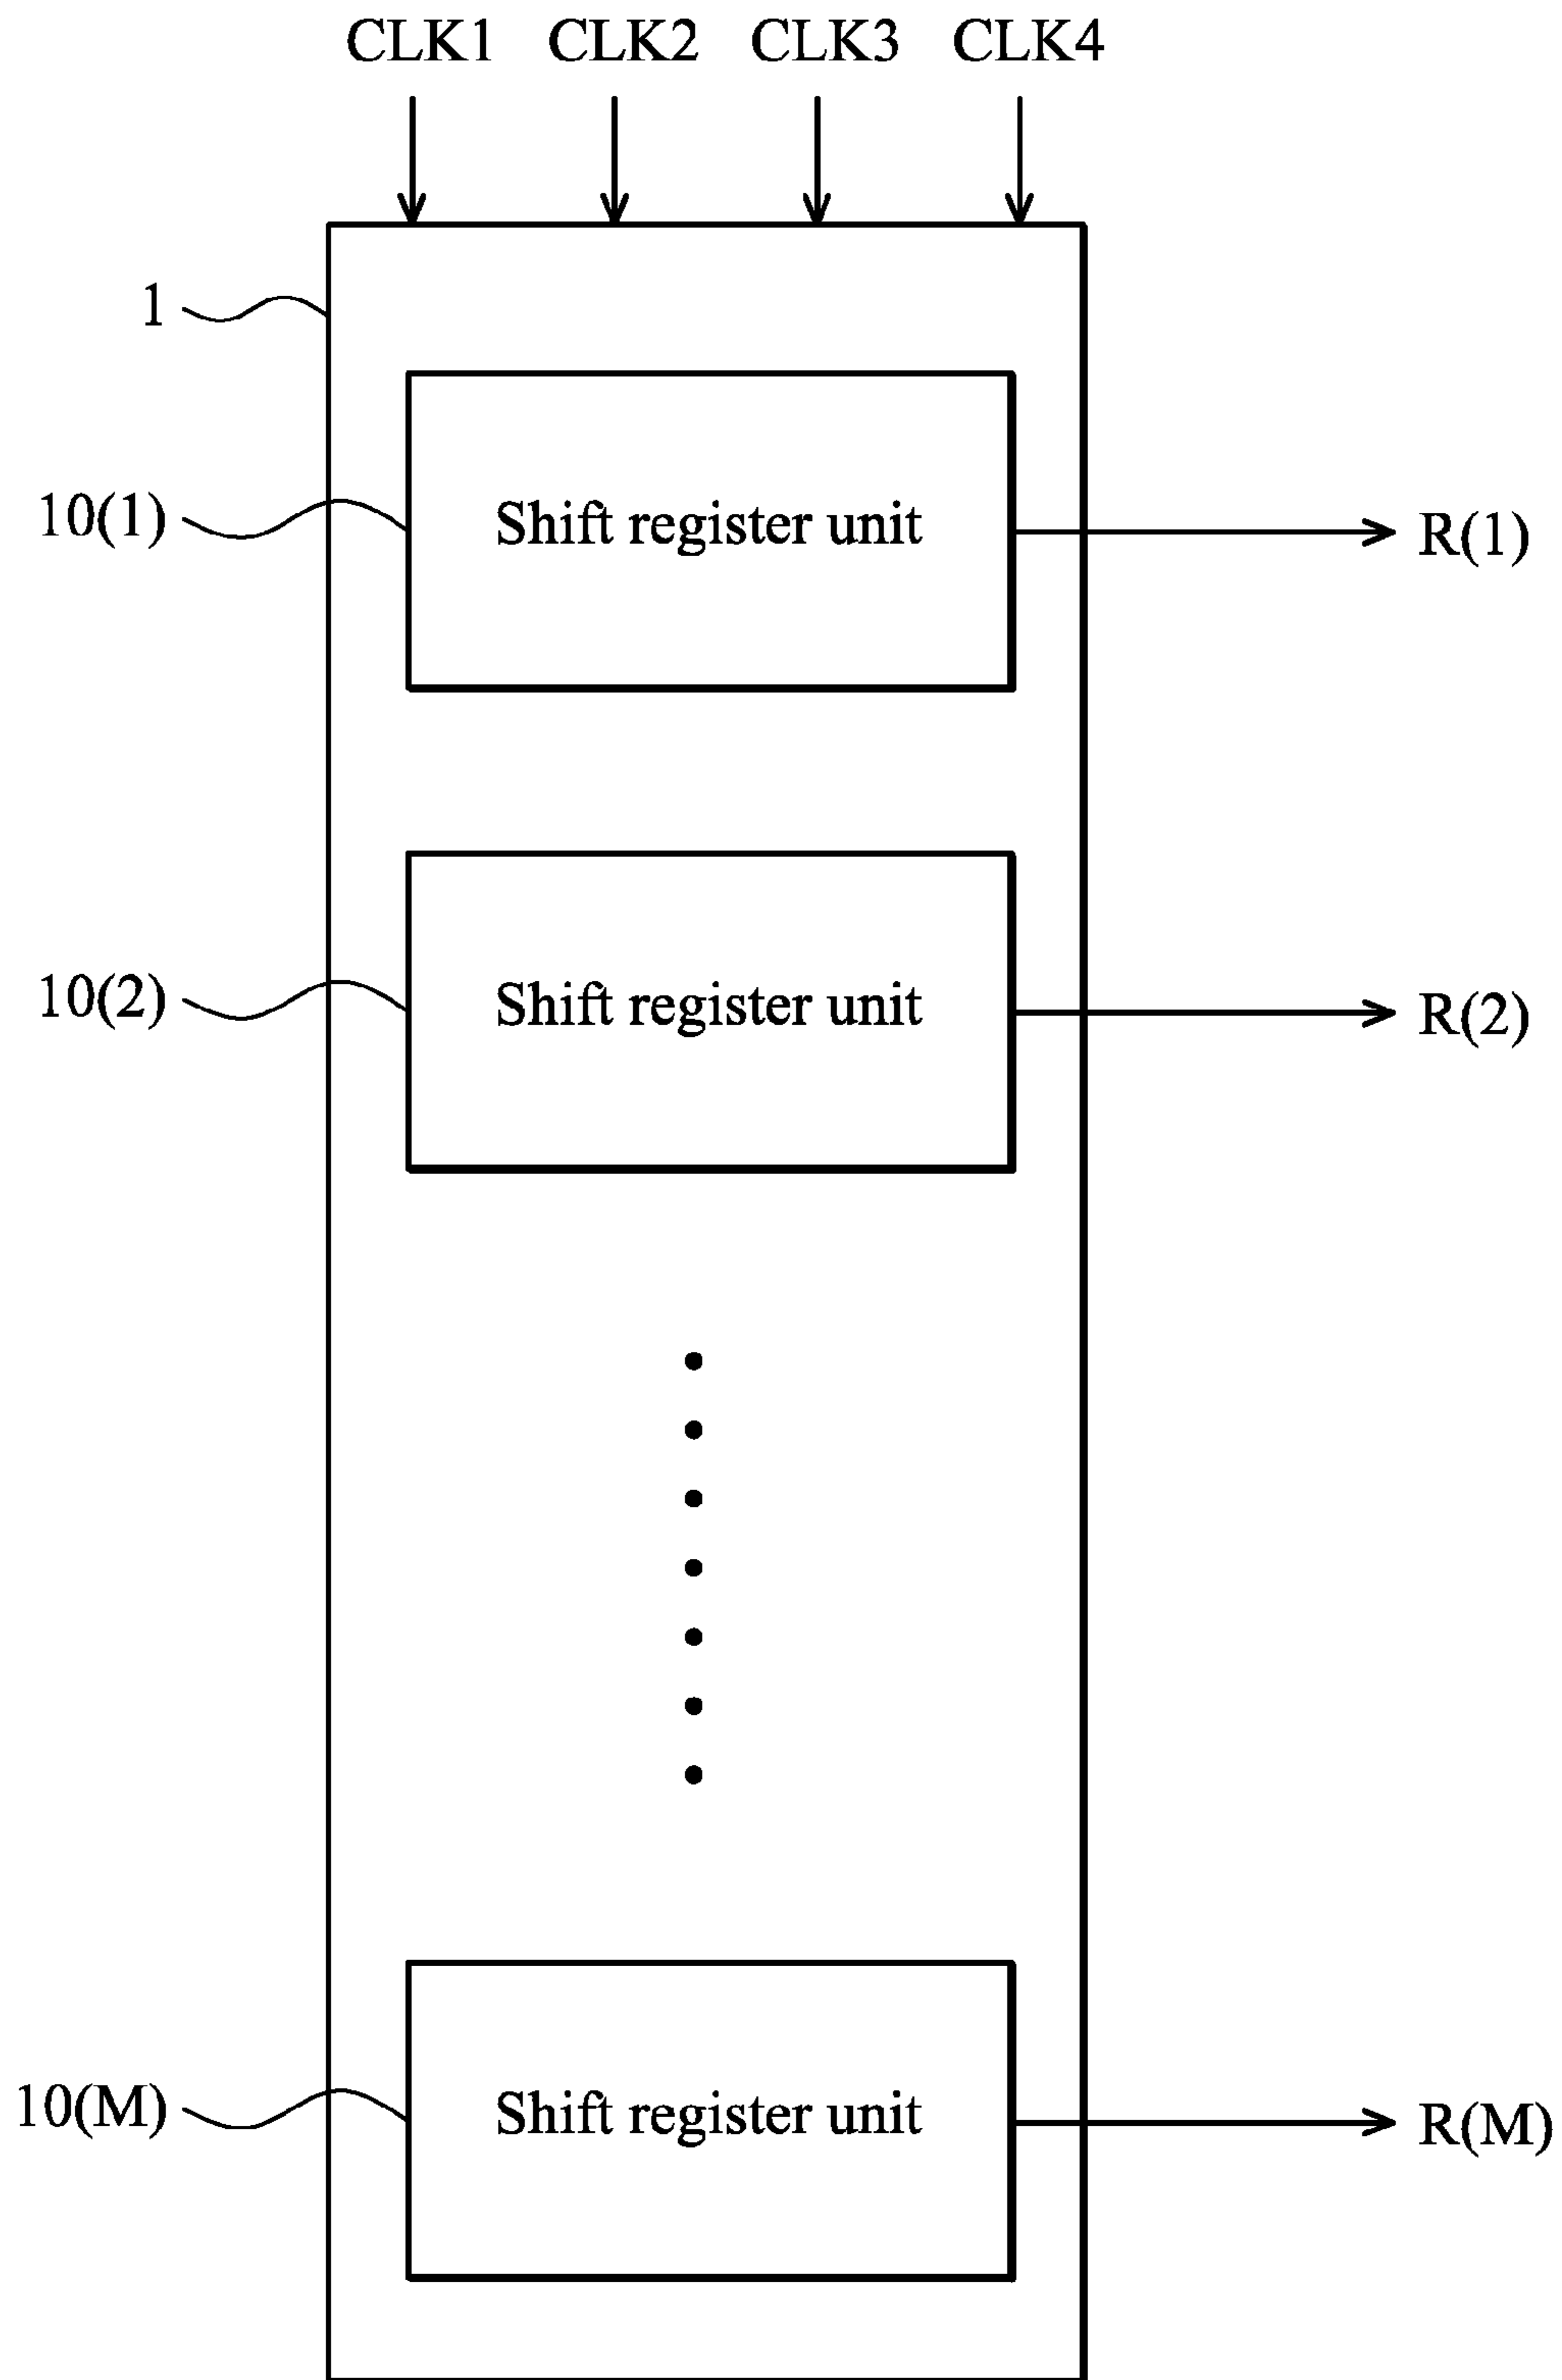 CLK1 CLK2 CLK3 CLK4
1
10(1) Shift register unit R(1)
10(2) Shift register unit R(2)
10(M) Shift register unit R(M)